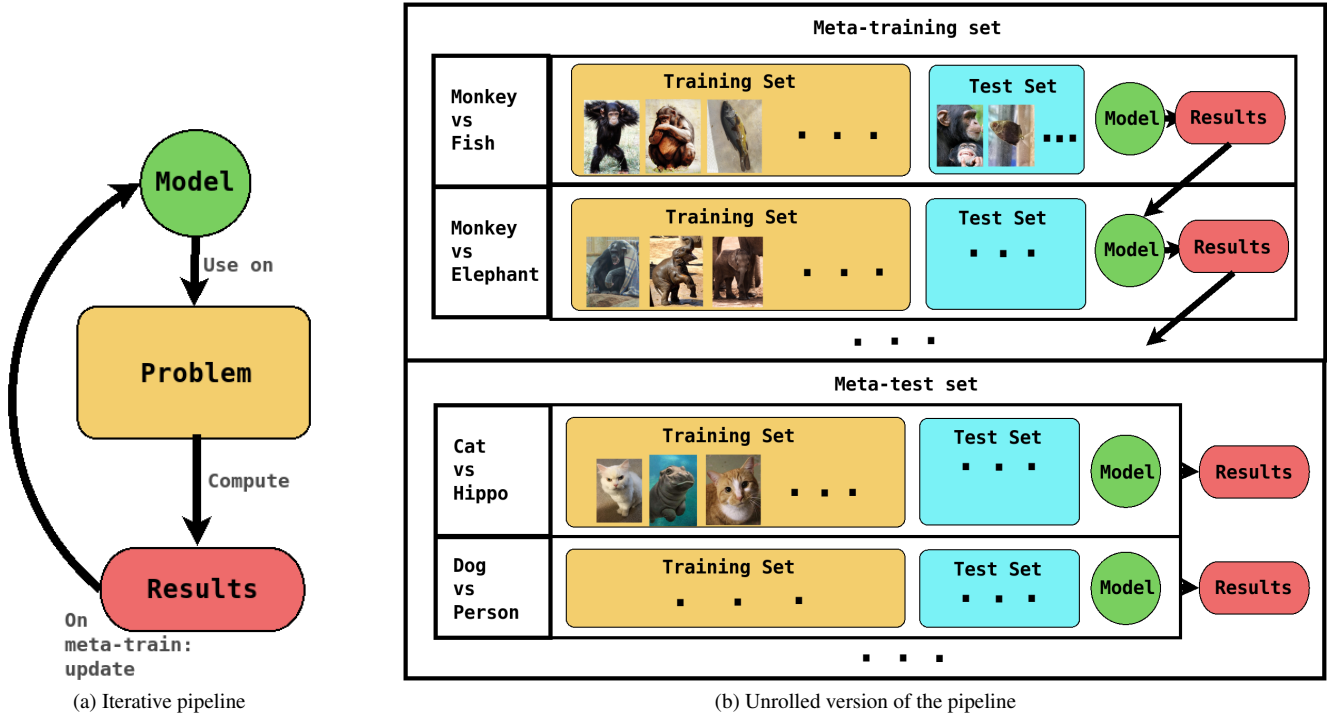 Model
Use on
Problem
Compute
Results
On
meta-train:
update
(a) Iterative pipeline
Meta-training set
Monkey
vs
Fish
Training Set
Test Set
Model
Results
Monkey
vs
Elephant
Training Set
Test Set
Model
Results
Meta-test set
Cat
vs
Hippo
Training Set
Test Set
Model
Results
Dog
vs
Person
Training Set
Test Set
Model
Results
(b) Unrolled version of the pipeline